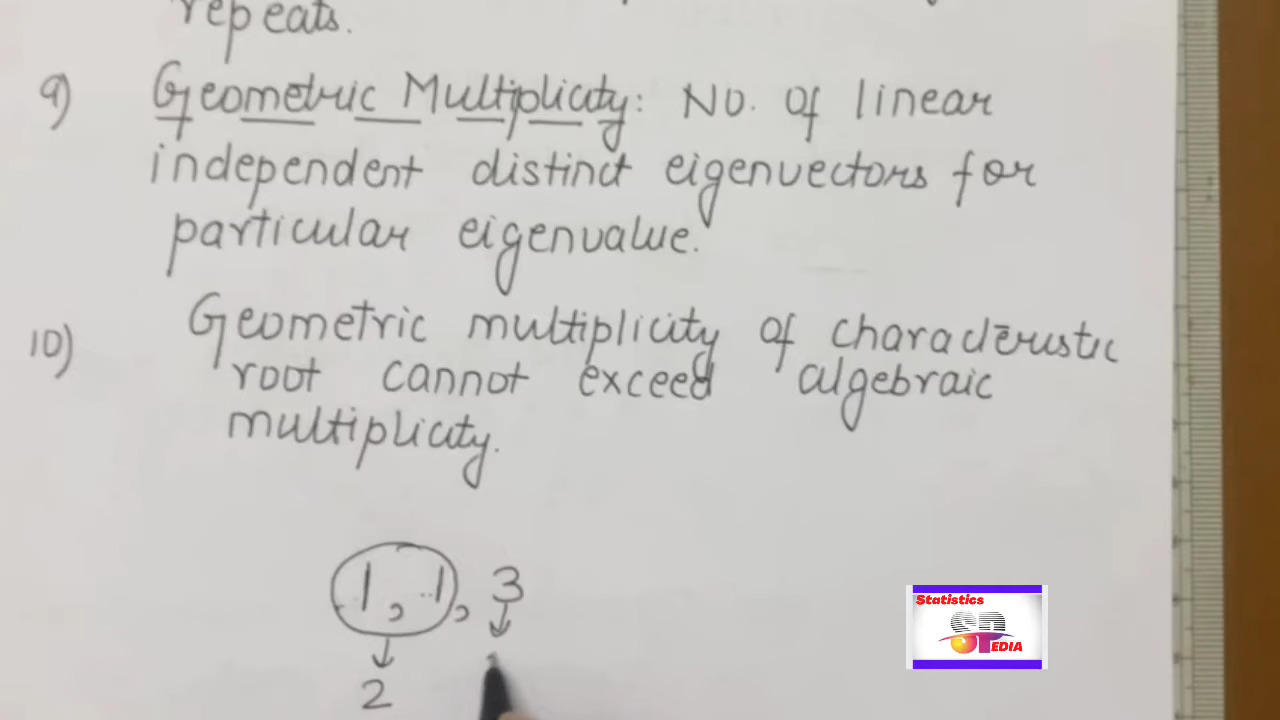 repeats.
9) Geometric Multiplicity: No. of linear
independent distinct eigenvectors for
particular eigenvalue.
10) Geometric multiplicity of characteristic
root cannot exceed algebraic
multiplicity.
1, 1, 3
2
Statistics
EDIA